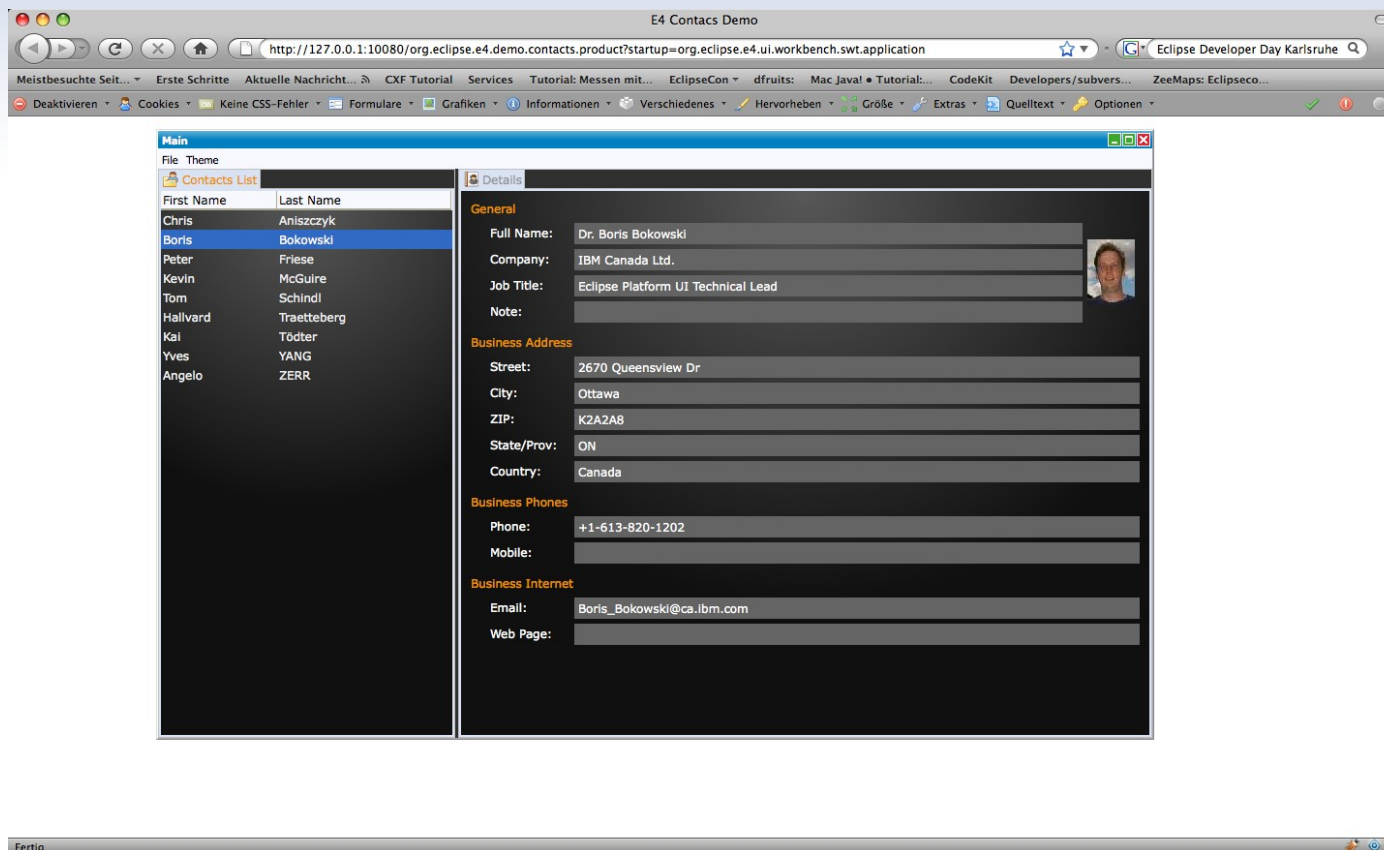 E4 Contacs Demo
http://127.0.0.1:10080/org.eclipse.e4.demo.contacts.product?startup=org.eclipse.e4.ui.workbench.swt.application
Eclipse Developer Day Karlsruhe
Meistbesuchte Seit... Erste Schritte Aktuelle Nachricht... CXF Tutorial Services Tutorial: Messen mit... EclipseCon dfruits: Mac Java! • Tutorial:... CodeKit Developers/subvers... ZeeMaps: Eclipseco...
Deaktivieren Cookies Keine CSS-Fehler Formulare Grafiken Informationen Verschiedenes Hervorheben Größe Extras Quelltext Optionen
Main
File Theme
Contacts List
First Name Last Name
Chris Aniszczyk
Boris Bokowski
Peter Friese
Kevin McGuire
Tom Schindl
Hallvard Traetteberg
Kai Tödter
Yves YANG
Angelo ZERR
Details
General
Full Name: Dr. Boris Bokowski
Company: IBM Canada Ltd.
Job Title: Eclipse Platform UI Technical Lead
Note:
Business Address
Street: 2670 Queensview Dr
City: Ottawa
ZIP: K2A2A8
State/Prov: ON
Country: Canada
Business Phones
Phone: +1-613-820-1202
Mobile:
Business Internet
Email: Boris_Bokowski@ca.ibm.com
Web Page:
Fertig